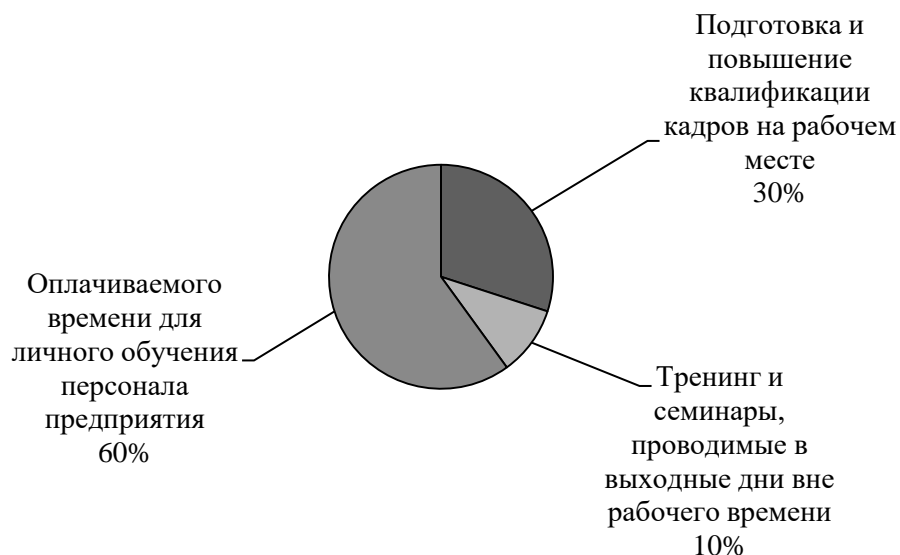 Подготовка и
повышение
квалификации
кадров на рабочем
месте
30%
Оплачиваемого
времени для
личного обучения
персонала
предприятия
60%
Тренинг и
семинары,
проводимые в
выходные дни вне
рабочего времени
10%